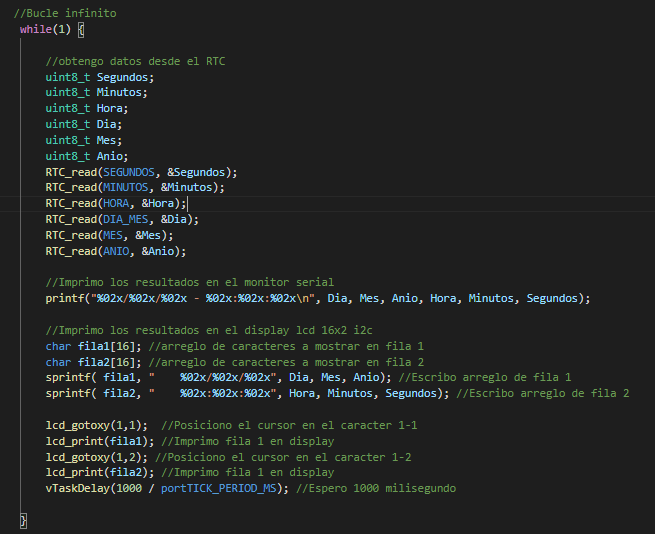 //Bucle infinito
while(1) {
//obtengo datos desde el RTC
uint8_t Segundos;
uint8_t Minutos;
uint8_t Hora;
uint8_t Dia;
uint8_t Mes;
uint8_t Anio;
RTC_read(SEGUNDOS, &Segundos);
RTC_read(MINUTOS, &Minutos);
RTC_read(HORA, &Hora);
RTC_read(DIA_MES, &Dia);
RTC_read(MES, &Mes);
RTC_read(ANIO, &Anio);
//Imprimo los resultados en el monitor serial
printf("%02x/%02x/%02x - %02x:%02x:%02x\n", Dia, Mes, Anio, Hora, Minutos, Segundos);
//Imprimo los resultados en el display lcd 16x2 i2c
char fila1[16]; //arreglo de caracteres a mostrar en fila 1
char fila2[16]; //arreglo de caracteres a mostrar en fila 2
sprintf( fila1, "    %02x/%02x/%02x", Dia, Mes, Anio); //Escribo arreglo de fila 1
sprintf( fila2, "    %02x:%02x:%02x", Hora, Minutos, Segundos); //Escribo arreglo de fila 2
lcd_gotoxy(1,1);  //Posiciono el cursor en el caracter 1-1
lcd_print(fila1); //Imprimo fila 1 en display
lcd_gotoxy(1,2); //Posiciono el cursor en el caracter 1-2
lcd_print(fila2); //Imprimo fila 1 en display
vTaskDelay(1000 / portTICK_PERIOD_MS); //Espero 1000 milisegundo
}